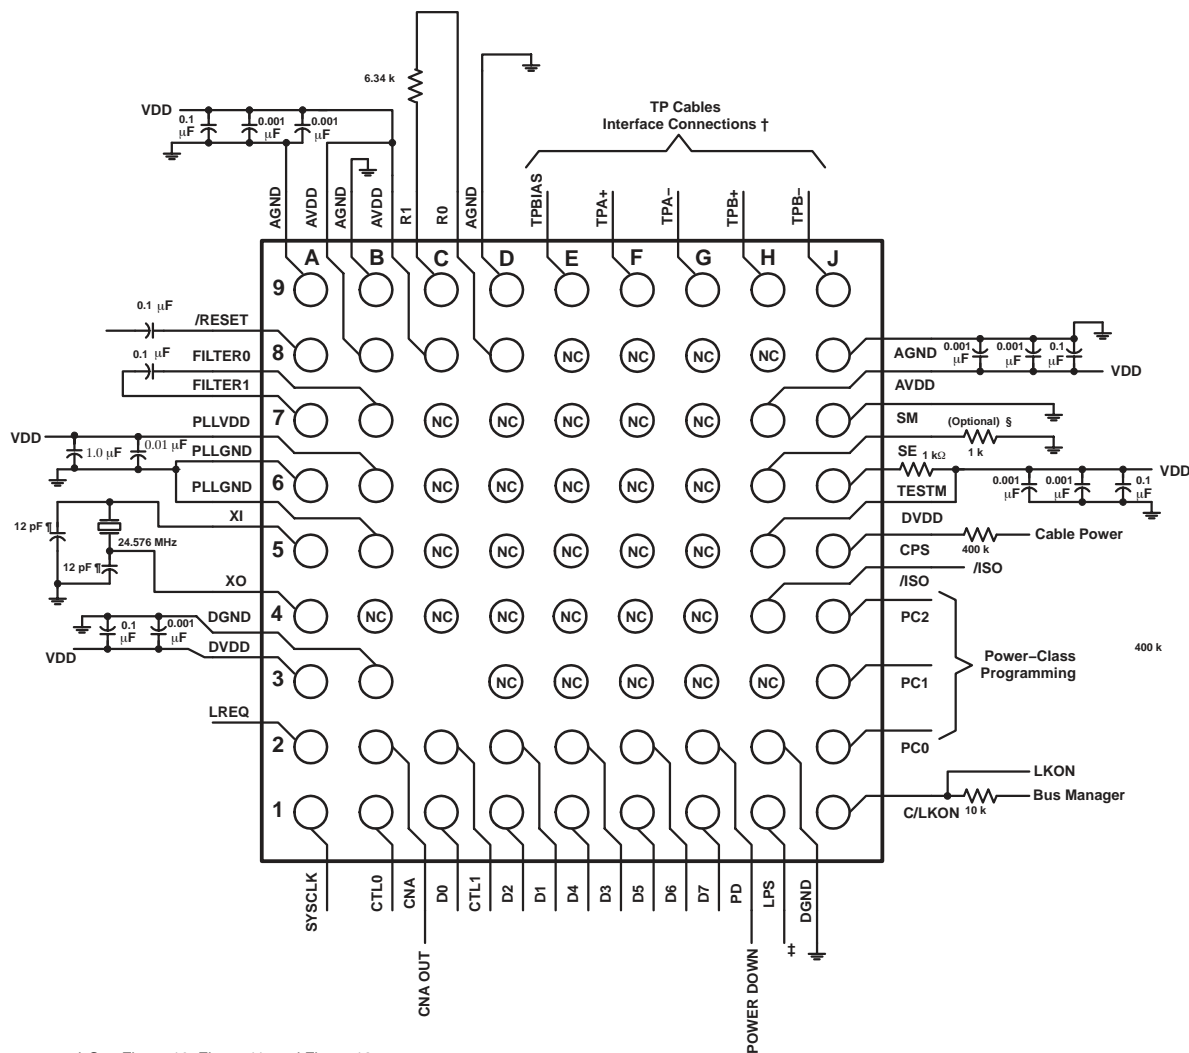 6.34 k
VDD
0.1
µF
0.001
µF
0.001
µF
TP Cables
Interface Connections †
AGND
AVDD
AGND
AVDD
R1
R0
AGND
TPBIAS
TPA+
TPA−
TPB+
TPB−
A B C D E F G H J
9
0.1 µF
/RESET
8
NC NC NC NC
AGND
0.001
µF
0.001
µF
0.1
µF
VDD
0.1 µF
FILTER0
FILTER1
AVDD
7
NC NC NC NC NC
SM
PLLVDD
VDD
1.0 µF
0.01 µF
(Optional) §
1 k
SE
1 kΩ
PLLGND
6
NC NC NC NC NC
TESTM
VDD
0.001
µF
0.001
µF
0.1
µF
PLLGND
XI
DVDD
12 pF ¶
24.576 MHz
5
NC NC NC NC NC
CPS
400 k
Cable Power
12 pF ¶
XO
/ISO
/ISO
4
NC NC NC NC NC NC
PC2
DGND
0.1
µF
0.001
µF
DVDD
VDD
3
NC NC NC NC NC
PC1
Power−Class
Programming
400 k
LREQ
2
PC0
LKON
1
C/LKON
10 k
Bus Manager
SYSCLK
CTL0
CNA
D0
CTL1
D2
D1
D4
D3
D5
D6
D7
PD
LPS
DGND
CNA OUT
POWER DOWN
‡